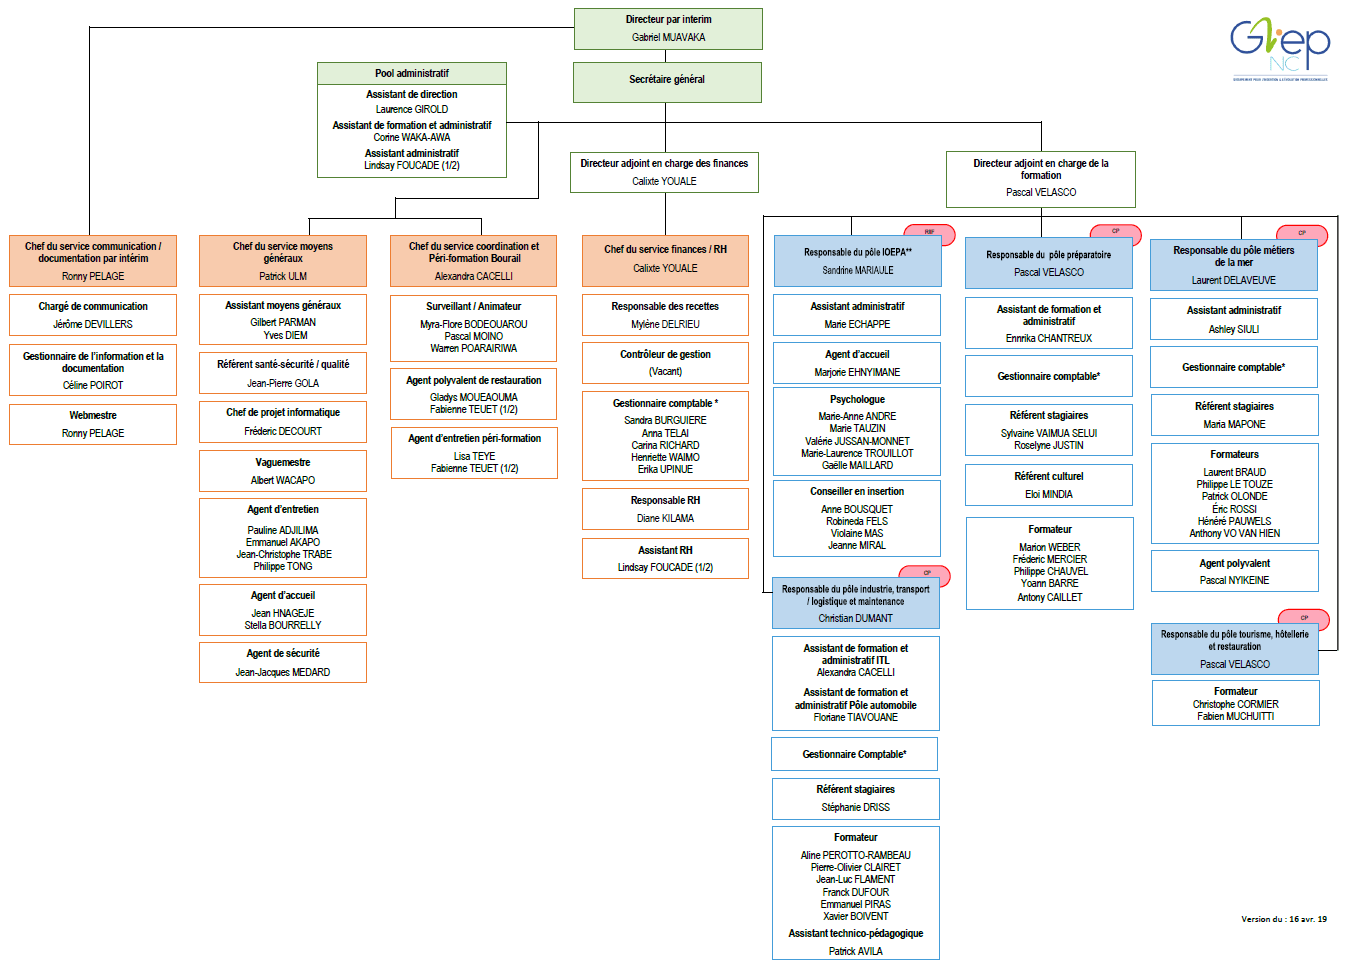 Directeur par interim
Gabriel MUAVAKA
GIEP
NC
GROUPEMENT POUR L'INSERTION & L'ÉVOLUTION PROFESSIONNELLES
Secrétaire général
Pool administratif
Assistant de direction
Laurence GIROLD
Assistant de formation et administratif
Corine WAKA-AWA
Assistant administratif
Lindsay FOUCADE (1/2)
Directeur adjoint en charge des finances
Calixte YOUALE
Directeur adjoint en charge de la
formation
Pascal VELASCO
Chef du service communication /
documentation par intérim
Ronny PELAGE
Chargé de communication
Jérôme DEVILLERS
Gestionnaire de l'information et la
documentation
Céline POIROT
Webmestre
Ronny PELAGE
Chef du service moyens
généraux
Patrick ULM
Assistant moyens généraux
Gilbert PARMAN
Yves DIEM
Référent santé-sécurité / qualité
Jean-Pierre GOLA
Chef de projet informatique
Fréderic DECOURT
Vaguemestre
Albert WACAPO
Agent d'entretien
Pauline ADJILIMA
Emmanuel AKAPO
Jean-Christophe TRABE
Philippe TONG
Agent d'accueil
Jean HNAGEJE
Stella BOURRELLY
Agent de sécurité
Jean-Jacques MEDARD
Chef du service coordination et
Péri-formation Bourail
Alexandra CACELLI
Surveillant / Animateur
Myra-Flore BODEOUAROU
Pascal MOINO
Warren POARAIRIWA
Agent polyvalent de restauration
Gladys MOUEAOUMA
Fabienne TEUET (1/2)
Agent d'entretien péri-formation
Lisa TEYE
Fabienne TEUET (1/2)
Chef du service finances / RH
Calixte YOUALE
Responsable des recettes
Mylène DELRIEU
Contrôleur de gestion
(Vacant)
Gestionnaire comptable *
Sandra BURGUIERE
Anna TELAI
Carina RICHARD
Henriette WAIMO
Erika UPINUE
Responsable RH
Diane KILAMA
Assistant RH
Lindsay FOUCADE (1/2)
RSF
Responsable du pôle IOEPA**
Sandrine MARIAULE
Assistant administratif
Marie ECHAPPE
Agent d'accueil
Marjorie EHNYIMANE
Psychologue
Marie-Anne ANDRE
Marie TAUZIN
Valérie JUSSAN-MONNET
Marie-Laurence TROUILLOT
Gaëlle MAILLARD
Conseiller en insertion
Anne BOUSQUET
Robineda FELS
Violaine MAS
Jeanne MIRAL
CP
Responsable du pôle industrie, transport
/ logistique et maintenance
Christian DUMANT
Assistant de formation et
administratif ITL
Alexandra CACELLI
Assistant de formation et
administratif Pôle automobile
Floriane TIAVOUANE
Gestionnaire Comptable*
Référent stagiaires
Stéphanie DRISS
Formateur
Aline PEROTTO-RAMBEAU
Pierre-Olivier CLAIRET
Jean-Luc FLAMENT
Franck DUFOUR
Emmanuel PIRAS
Xavier BOIVENT
Assistant technico-pédagogique
Patrick AVILA
CP
Responsable du pôle préparatoire
Pascal VELASCO
Assistant de formation et
administratif
Ennrika CHANTREUX
Gestionnaire comptable*
Référent stagiaires
Sylvaine VAIMUA SELUI
Roselyne JUSTIN
Référent culturel
Eloi MINDIA
Formateur
Marion WEBER
Fréderic MERCIER
Philippe CHAUVEL
Yoann BARRE
Antony CAILLET
CP
Responsable du pôle métiers
de la mer
Laurent DELAVEUVE
Assistant administratif
Ashley SIULI
Gestionnaire comptable*
Référent stagiaires
Maria MAPONE
Formateurs
Laurent BRAUD
Philippe LE TOUZE
Patrick OLONDE
Éric ROSSI
Hénéré PAUWELS
Anthony VO VAN HIEN
Agent polyvalent
Pascal NYIKEINE
CP
Responsable du pôle tourisme, hôtellerie
et restauration
Pascal VELASCO
Formateur
Christophe CORMIER
Fabien MUCHUITTI
Version du : 16 avr. 19